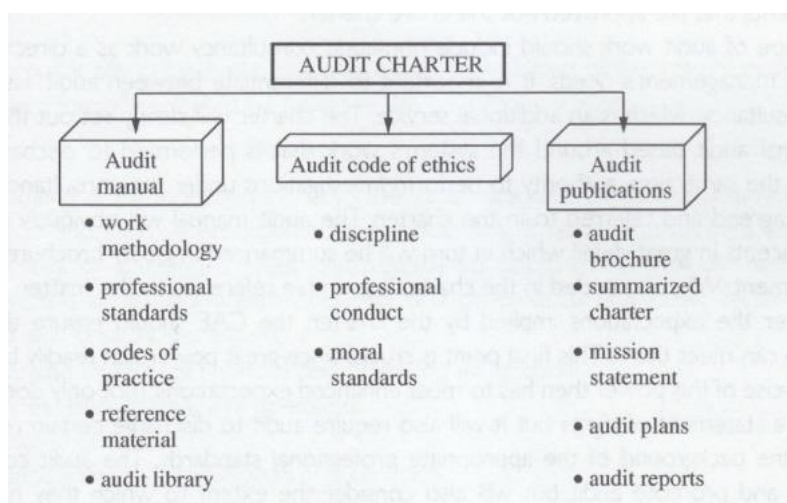 AUDIT CHARTER
Audit
manual
• work
methodology
• professional
standards
• codes of
practice
• reference
material
• audit library
Audit code of ethics
• discipline
• professional
conduct
• moral
standards
Audit
publications
• audit
brochure
• summarized
charter
• mission
statement
• audit plans
• audit reports